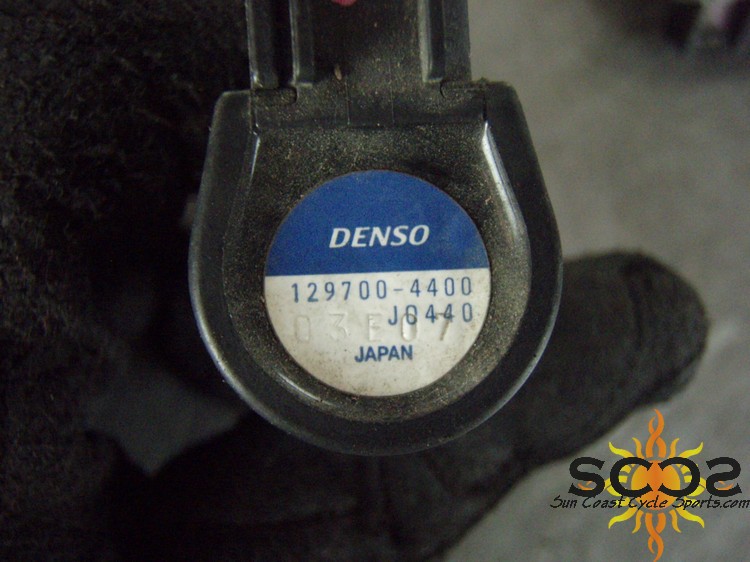 DENSO
129700-4400
J0440
03E07
JAPAN
SCCS
Sun Coast Cycle Sports.com